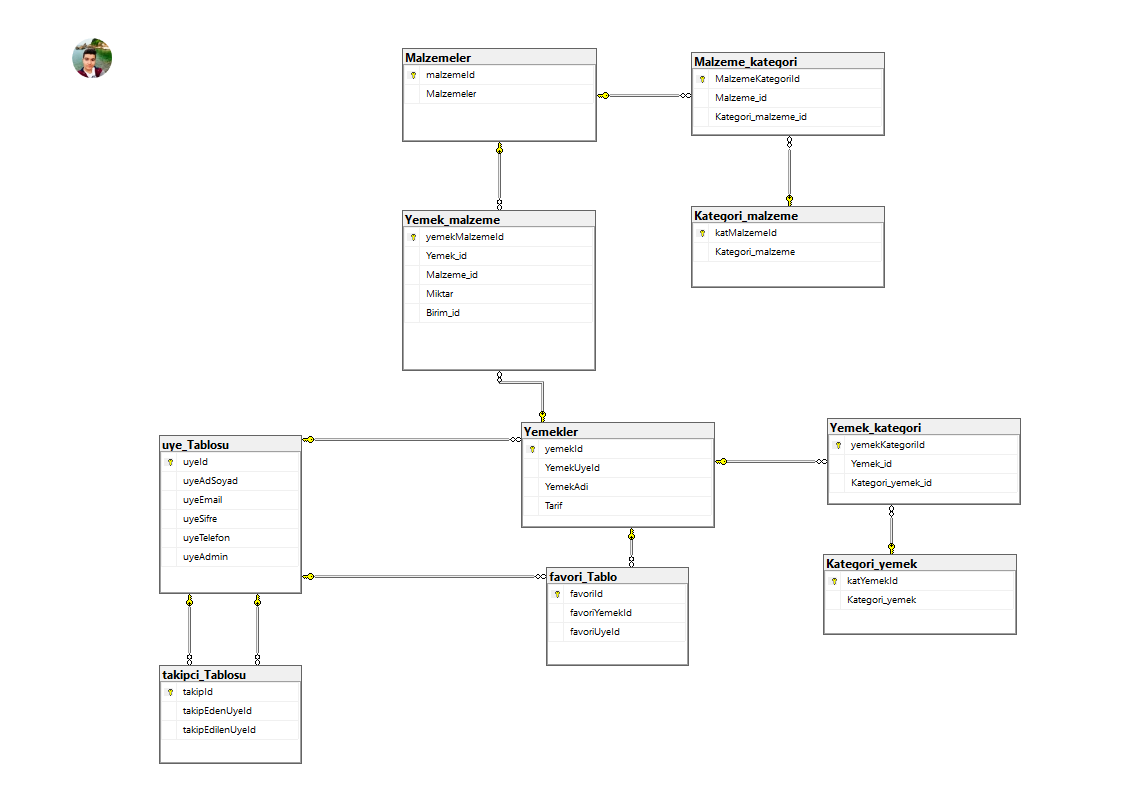 Malzemeler
malzemeId
Malzemeler
Malzeme_kategori
MalzemeKategoriId
Malzeme_id
Kategori_malzeme_id
Yemek_malzeme
yemekMalzemeId
Yemek_id
Malzeme_id
Miktar
Birim_id
Kategori_malzeme
katMalzemeId
Kategori_malzeme
uye_Tablosu
uyeId
uyeAdSoyad
uyeEmail
uyeSifre
uyeTelefon
uyeAdmin
Yemekler
yemekId
YemekUyeId
YemekAdi
Tarif
Yemek_kategori
yemekKategoriId
Yemek_id
Kategori_yemek_id
favori_Tablo
favoriId
favoriYemekId
favoriUyeId
Kategori_yemek
katYemekId
Kategori_yemek
takipci_Tablosu
takipId
takipEdenUyeId
takipEdilenUyeId